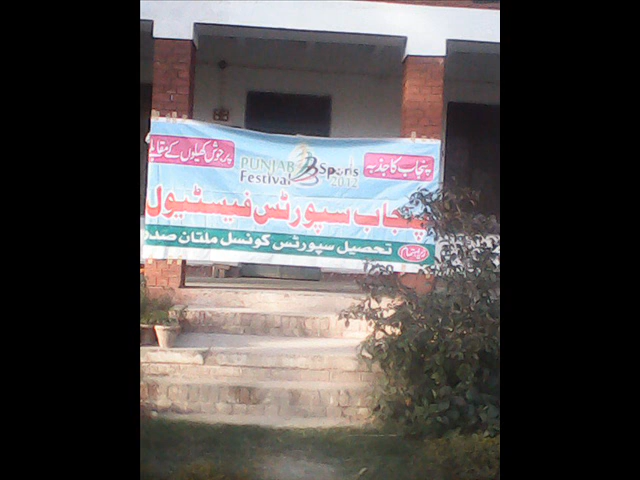 پنجاب کا جذبہ
PUNJAB Sports
Festival 2012
پرجوش کھیلوں کے مقابلے
پنجاب سپورٹس فیسٹیول
زیراہتمام تحصیل سپورٹس کونسل ملتان صدر